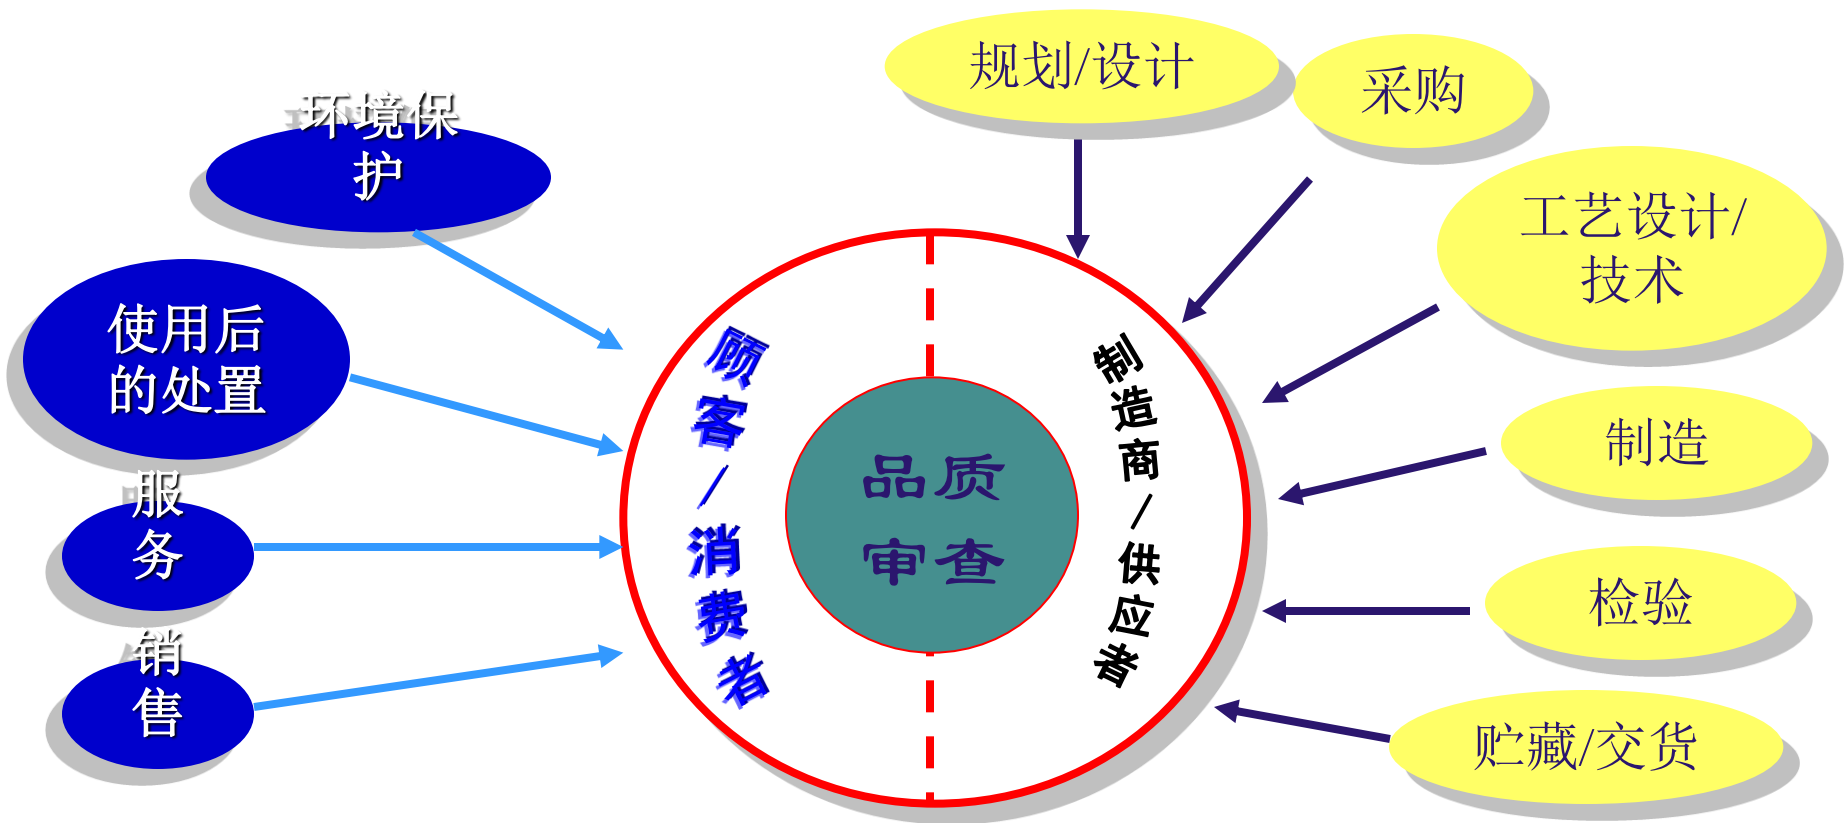 规划/设计
采购
环境保
护
工艺设计/
技术
使用后
的处置
顾客/消费者
制造商/供应者
品质
审查
制造
服
务
检验
销
售
贮藏/交货